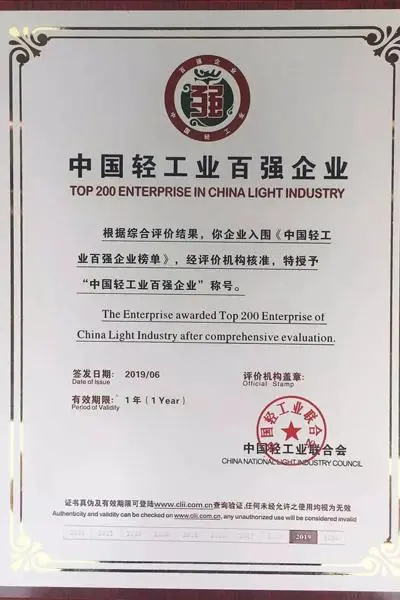 百强企业
强
中国轻工业
中国轻工业百强企业
TOP 200 ENTERPRISE IN CHINA LIGHT INDUSTRY
根据综合评价结果，你企业入围《中国轻工
业百强企业榜单》，经评价机构核准，特授予
“中国轻工业百强企业”称号。
The Enterprise awarded Top 200 Enterprise of
China Light Industry after comprehensive evaluation.
签发日期： 2019/06 评价机构盖章：
Date of Issue Official Stamp
有效期限： 1年（1 Year）
Period of Validity
中国轻工业联合会
中国轻工业联合会
CHINA NATIONAL LIGHT INDUSTRY COUNCIL
证书真伪及有效期限可登陆www.clii.com.cn查询验证,任何未经允许之使用均视为无效
Authenticity and validity can be checked on www.clii.com.cn, any unauthorized use will be considered invalid
2019